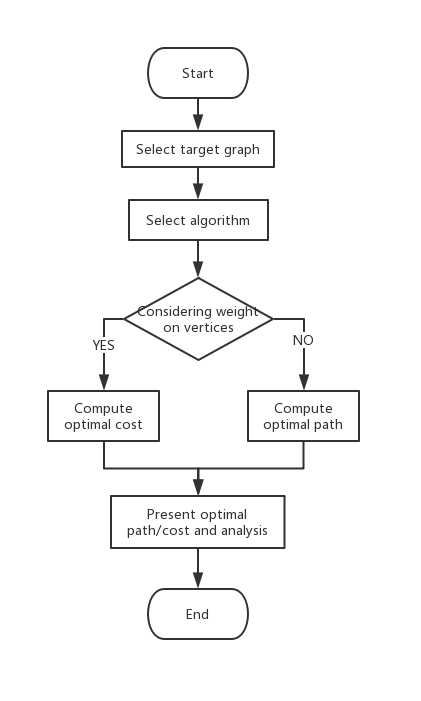 Start
Select target graph
Select algorithm
Considering weight
on vertices
YES
NO
Compute
optimal cost
Compute
optimal path
Present optimal
path/cost and analysis
End